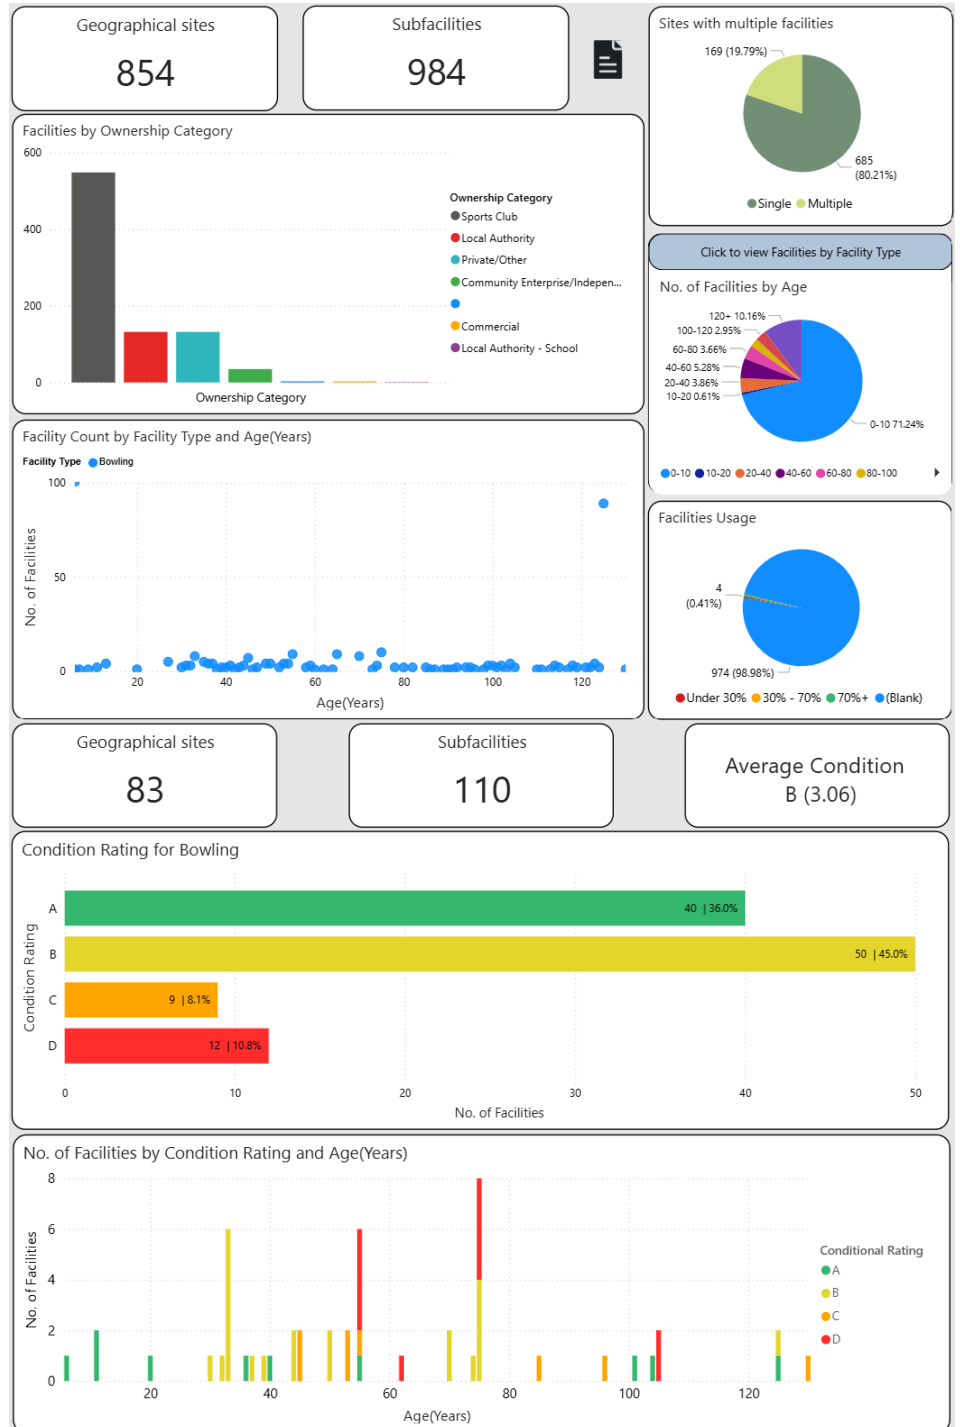 Geographical sites
854
Subfacilities
984
Sites with multiple facilities
169 (19.79%)
685
(80.21%)
Single Multiple
Facilities by Ownership Category
600
400
200
0
Ownership Category
Ownership Category
Sports Club
Local Authority
Private/Other
Community Enterprise/Indepen...
Commercial
Local Authority - School
Click to view Facilities by Facility Type
No. of Facilities by Age
120+ 10.16%
100-120 2.95%
60-80 3.66%
40-60 5.28%
20-40 3.86%
10-20 0.61%
0-10 71.24%
0-10 10-20 20-40 40-60 60-80 80-100
Facility Count by Facility Type and Age(Years)
Facility Type Bowling
No. of Facilities
100
50
0
20 40 60 80 100 120
Age(Years)
Facilities Usage
4
(0.41%)
974 (98.98%)
Under 30% 30% - 70% 70%+ (Blank)
Geographical sites
83
Subfacilities
110
Average Condition
B (3.06)
Condition Rating for Bowling
Condition Rating
A
40 | 36.0%
B
50 | 45.0%
C
9 | 8.1%
D
12 | 10.8%
0 10 20 30 40 50
No. of Facilities
No. of Facilities by Condition Rating and Age(Years)
No. of Facilities
8
6
4
2
0
20 40 60 80 100 120
Age(Years)
Conditional Rating
A
B
C
D